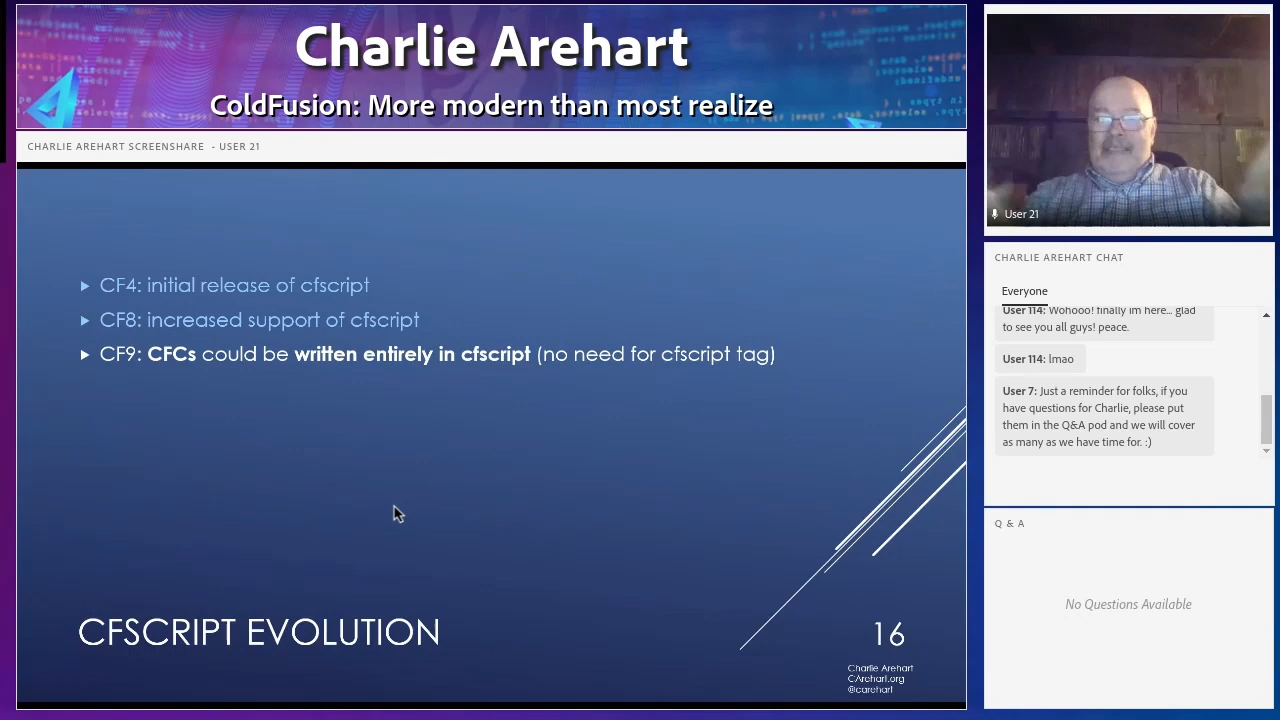 Charlie Arehart
ColdFusion: More modern than most realize
CHARLIE AREHART SCREENSHARE - USER 21
▸ CF4: initial release of cfscript
▸ CF8: increased support of cfscript
▸ CF9: CFCs could be written entirely in cfscript (no need for cfscript tag)
CFSCRIPT EVOLUTION
16
Charlie Arehart
CArehart.org
@carehart
User 21
CHARLIE AREHART CHAT
Everyone
User 114: Wohooo! finally im here... glad
to see you all guys! peace.
User 114: lmao
User 7: Just a reminder for folks, if you
have questions for Charlie, please put
them in the Q&A pod and we will cover
as many as we have time for. :)
Q & A
No Questions Available